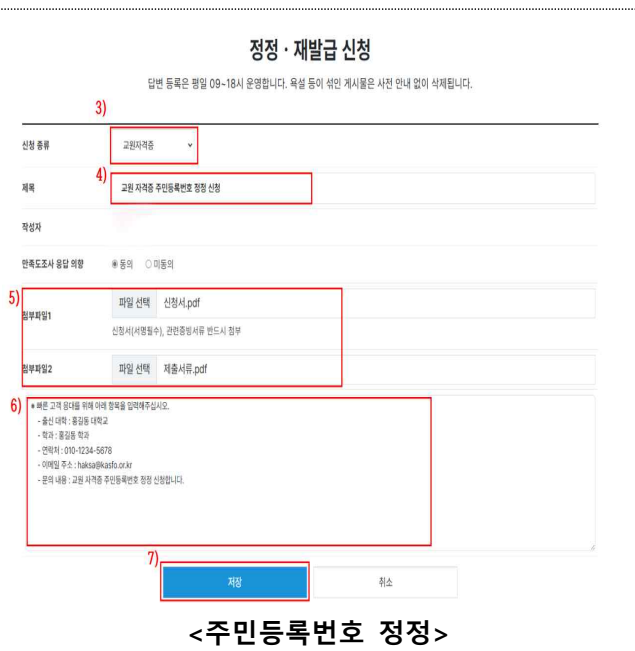 정정 · 재발급 신청
답변 등록은 평일 09~18시 운영합니다. 욕설 등이 섞인 게시물은 사전 안내 없이 삭제됩니다.
3)
신청 종류 교원자격증
4)
제목 교원 자격증 주민등록번호 정정 신청
작성자
만족도조사 응답 의향 동의 미동의
5)
첨부파일1 파일 선택 신청서.pdf
신청서(서명필수), 관련증빙서류 반드시 첨부
첨부파일2 파일 선택 제출서류.pdf
6)
※ 빠른 고객 응대를 위해 아래 항목을 입력해주십시오.
- 출신 대학 : 홍길동 대학교
- 학과 : 홍길동 학과
- 연락처 : 010-1234-5678
- 이메일 주소 : haksa@kasfo.or.kr
- 문의 내용 : 교원 자격증 주민등록번호 정정 신청합니다.
7)
저장 취소
<주민등록번호 정정>